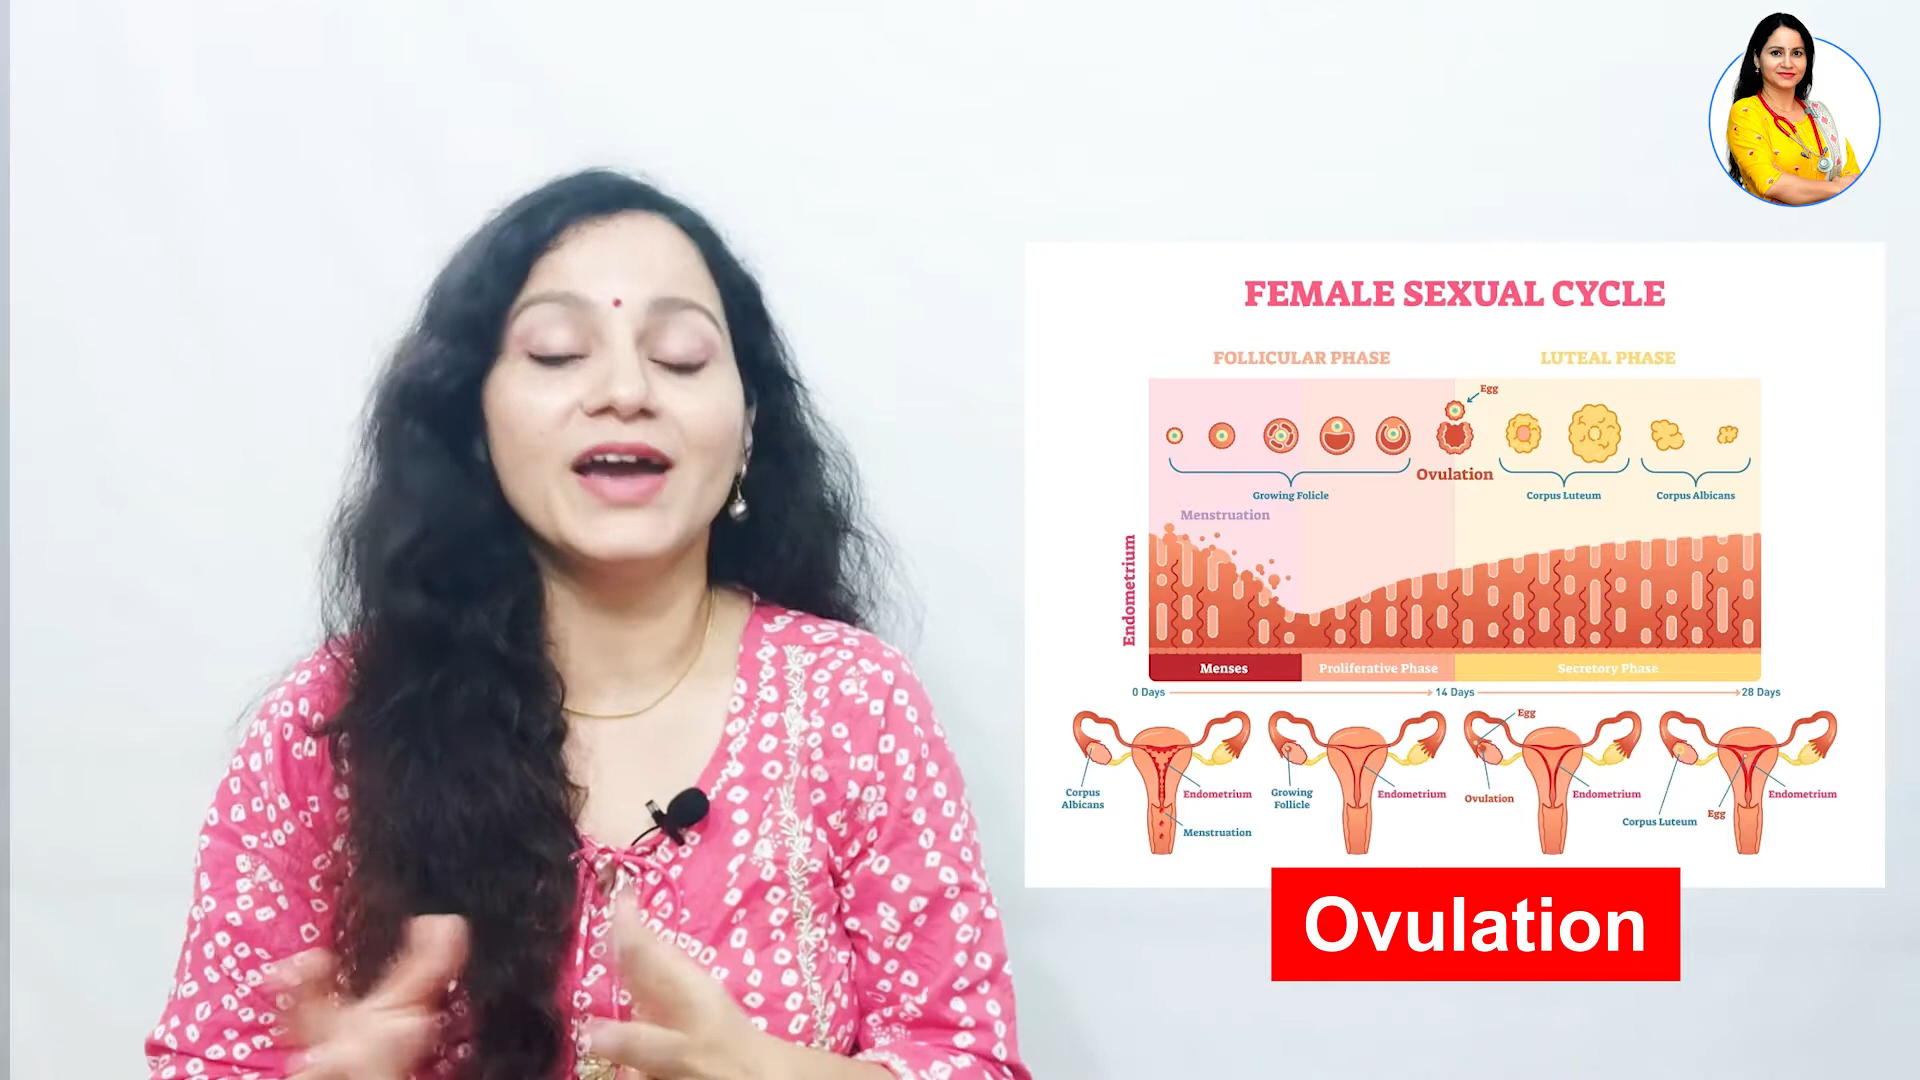 FEMALE SEXUAL CYCLE
FOLLICULAR PHASE
LUTEAL PHASE
Egg
Ovulation
Growing Folicle
Corpus Luteum
Corpus Albicans
Menstruation
Endometrium
Menses
Proliferative Phase
Secretory Phase
0 Days
14 Days
28 Days
Corpus
Albicans
Endometrium
Menstruation
Growing
Follicle
Endometrium
Egg
Ovulation
Endometrium
Corpus Luteum
Egg
Endometrium
Ovulation